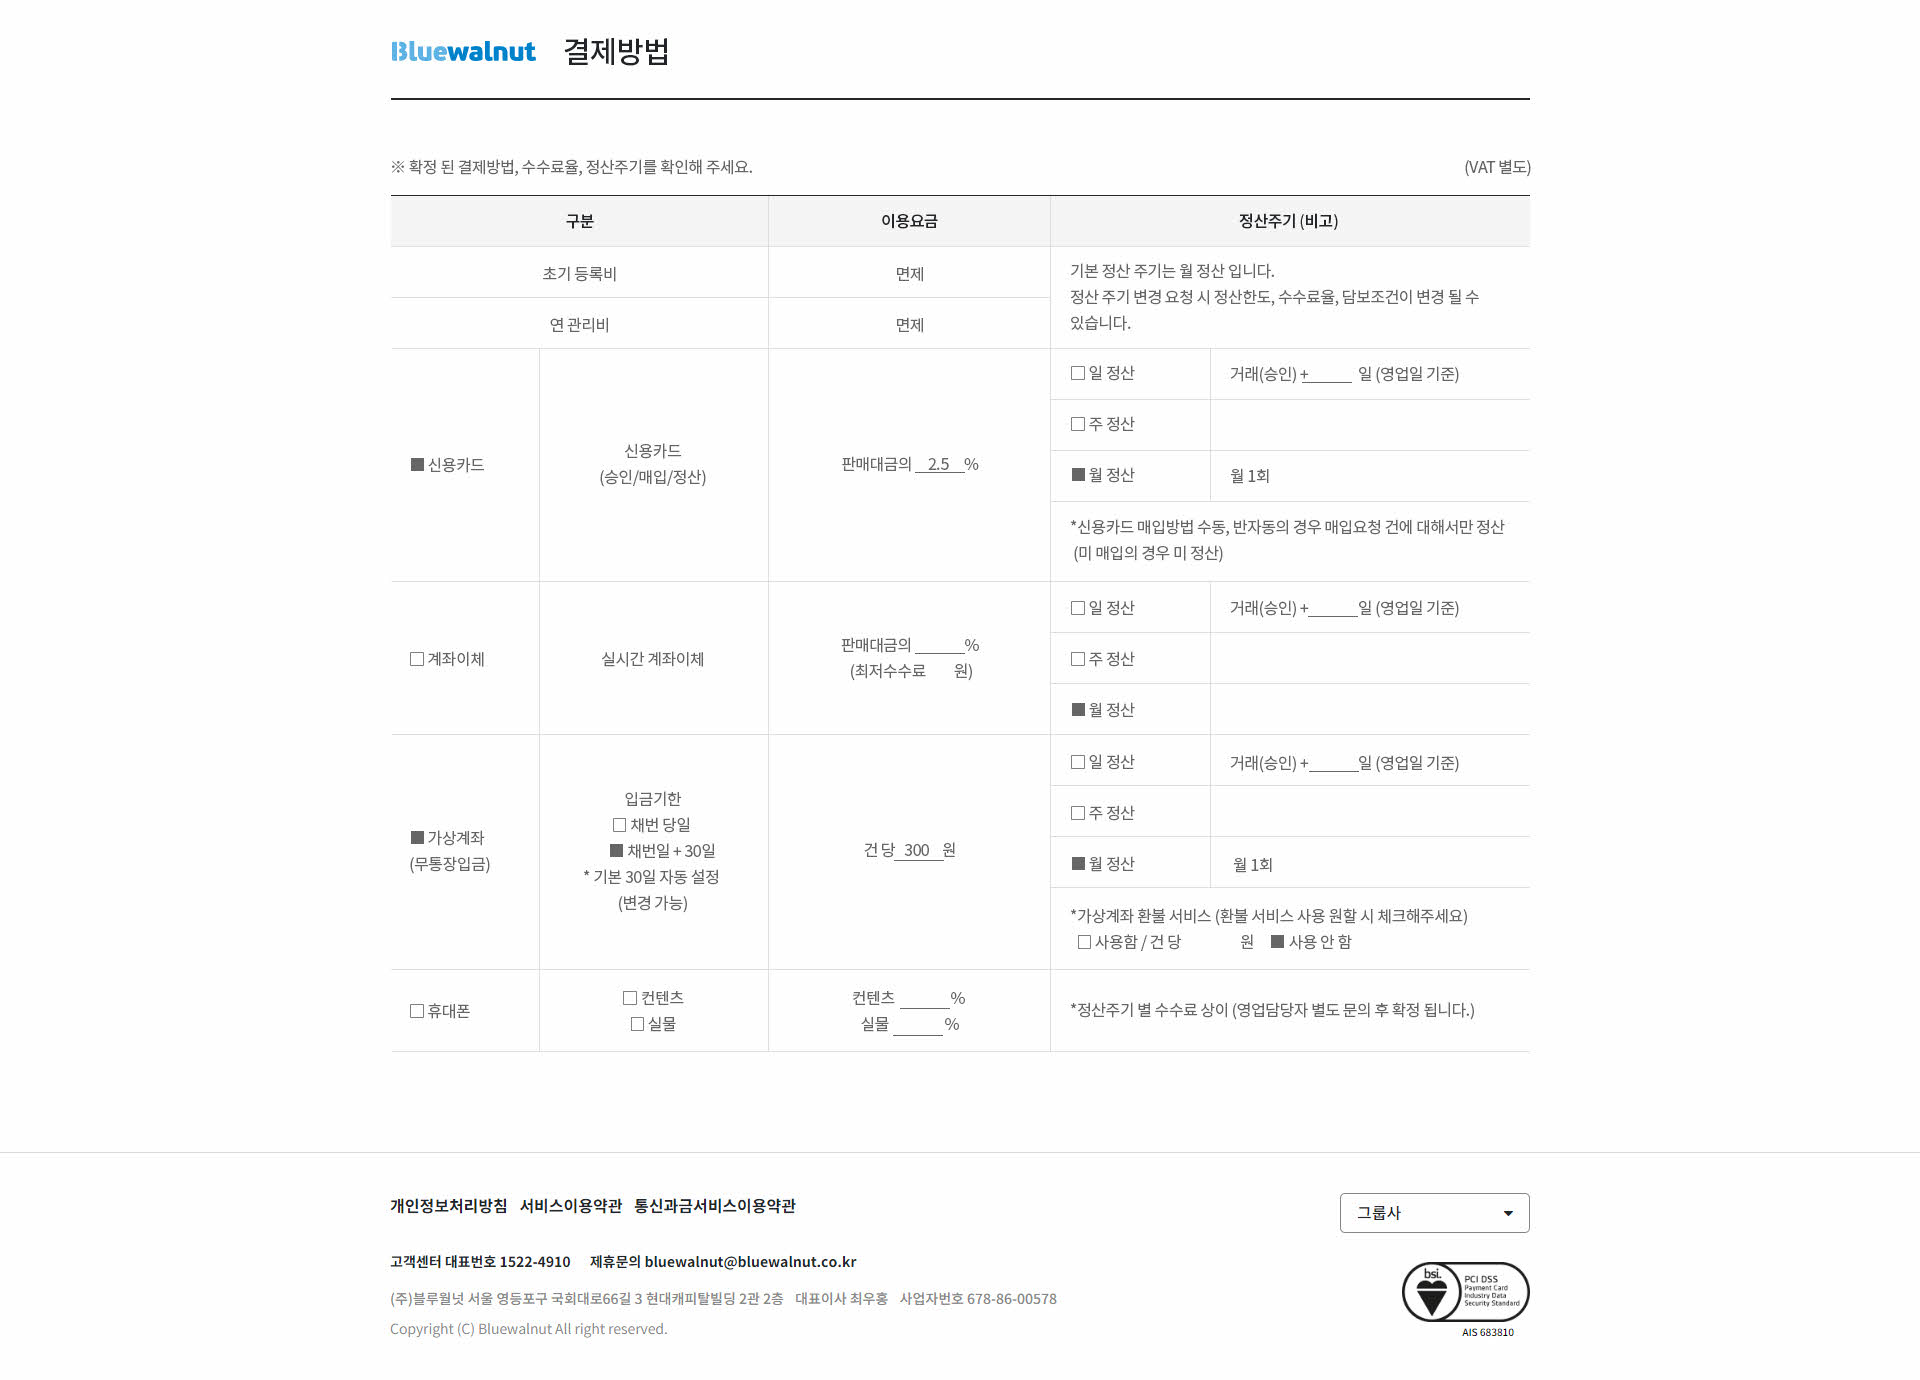 Bluewalnut 결제방법
※ 확정 된 결제방법, 수수료율, 정산주기를 확인해 주세요.
(VAT 별도)
구분 이용요금 정산주기 (비고)
초기 등록비 면제
연 관리비 면제
기본 정산 주기는 월 정산 입니다.
정산 주기 변경 요청 시 정산한도, 수수료율, 담보조건이 변경 될 수
있습니다.
■ 신용카드
신용카드
(승인/매입/정산)
판매대금의 __2.5__%
□ 일 정산 거래(승인) +______ 일 (영업일 기준)
□ 주 정산
■ 월 정산 월 1회
*신용카드 매입방법 수동, 반자동의 경우 매입요청 건에 대해서만 정산
(미 매입의 경우 미 정산)
□ 계좌이체
실시간 계좌이체
판매대금의 ______%
(최저수수료 원)
□ 일 정산 거래(승인) +______일 (영업일 기준)
□ 주 정산
■ 월 정산
■ 가상계좌
(무통장입금)
입금기한
□ 채번 당일
■ 채번일 + 30일
* 기본 30일 자동 설정
(변경 가능)
건 당__300__원
□ 일 정산 거래(승인) +______일 (영업일 기준)
□ 주 정산
■ 월 정산 월 1회
*가상계좌 환불 서비스 (환불 서비스 사용 원할 시 체크해주세요)
□ 사용함 / 건 당 원 ■ 사용 안 함
□ 휴대폰
□ 컨텐츠
□ 실물
컨텐츠 ______%
실물 ______%
*정산주기 별 수수료 상이 (영업담당자 별도 문의 후 확정 됩니다.)
개인정보처리방침 서비스이용약관 통신과금서비스이용약관
그룹사
고객센터 대표번호 1522-4910 제휴문의 bluewalnut@bluewalnut.co.kr
(주)블루월넛 서울 영등포구 국회대로66길 3 현대캐피탈빌딩 2관 2층 대표이사 최우홍 사업자번호 678-86-00578
Copyright (C) Bluewalnut All right reserved.
bsi.
PCI DSS
Payment Card
Industry Data
Security Standard
AIS 683810